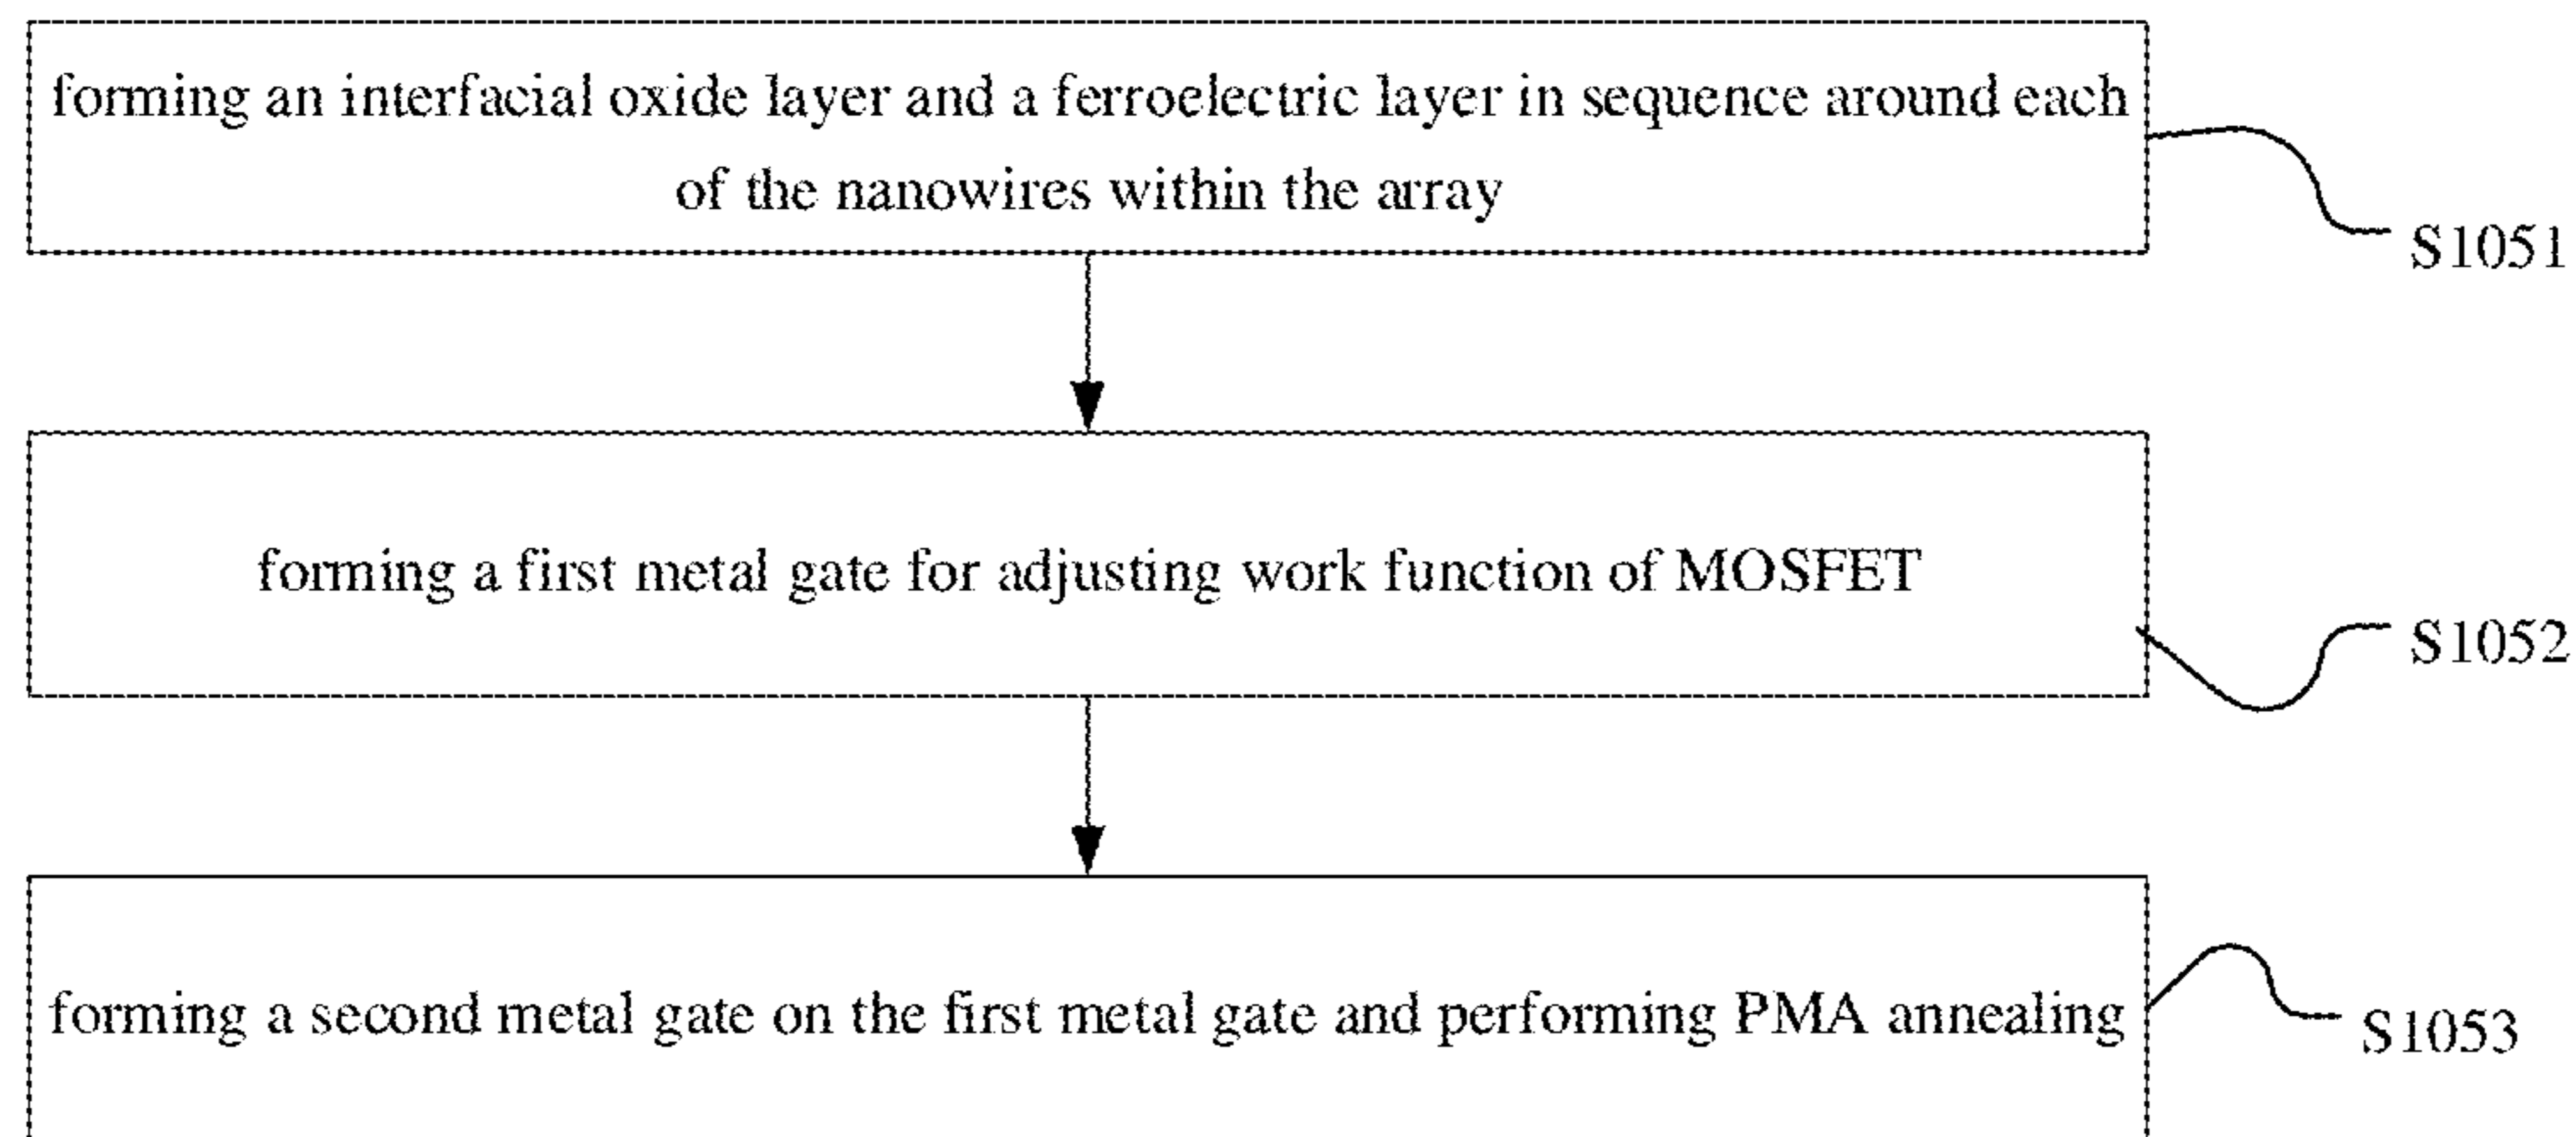 forming an interfacial oxide layer and a ferroelectric layer in sequence around each
of the nanowires within the array
S1051
forming a first metal gate for adjusting work function of MOSFET
S1052
forming a second metal gate on the first metal gate and performing PMA annealing
S1053